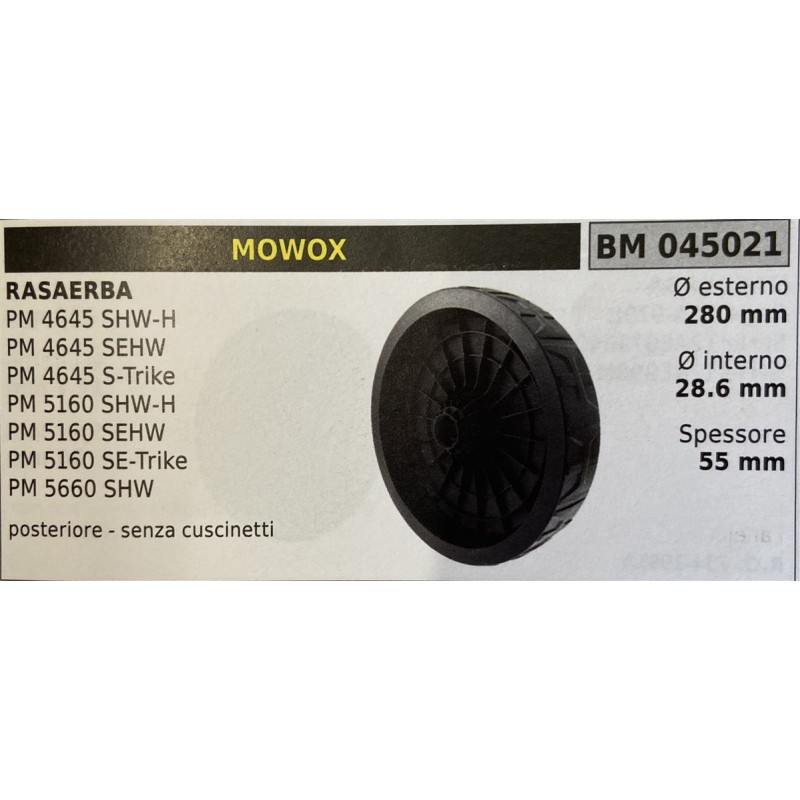 MOWOX
BM 045021
RASAERBA
PM 4645 SHW-H
PM 4645 SEHW
PM 4645 S-Trike
PM 5160 SHW-H
PM 5160 SEHW
PM 5160 SE-Trike
PM 5660 SHW
posteriore - senza cuscinetti
Ø esterno
280 mm
Ø interno
28.6 mm
Spessore
55 mm